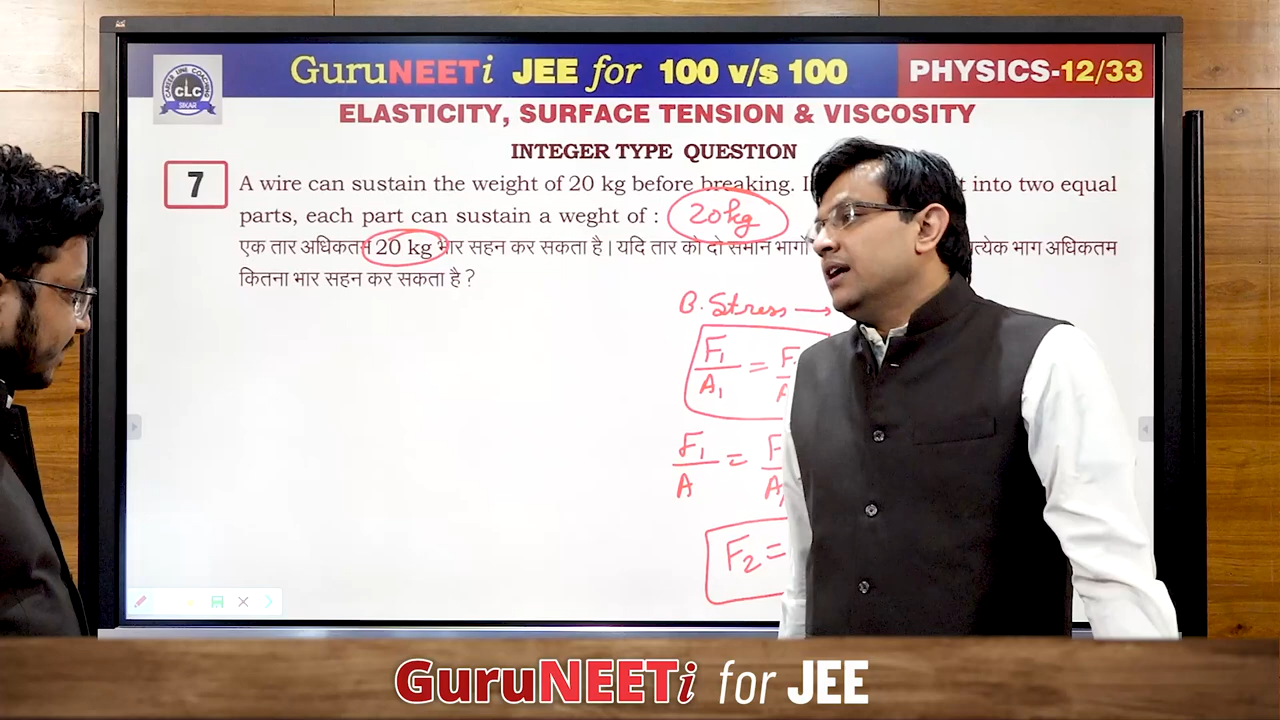 GuruNEETi JEE for 100 v/s 100 PHYSICS-12/33
CLC
SIKAR
ELASTICITY, SURFACE TENSION & VISCOSITY
INTEGER TYPE QUESTION
7 A wire can sustain the weight of 20 kg before breaking. into two equal
parts, each part can sustain a weght of : 20kg
एक तार अधिकतम 20 kg भार सहन कर सकता है। यदि तार को दो समान भागों प्रत्येक भाग अधिकतम
कितना भार सहन कर सकता है ?
B. Stress →
F₁/A₁ = F
F₁/A = F/A
F₂ =
GuruNEETi for JEE